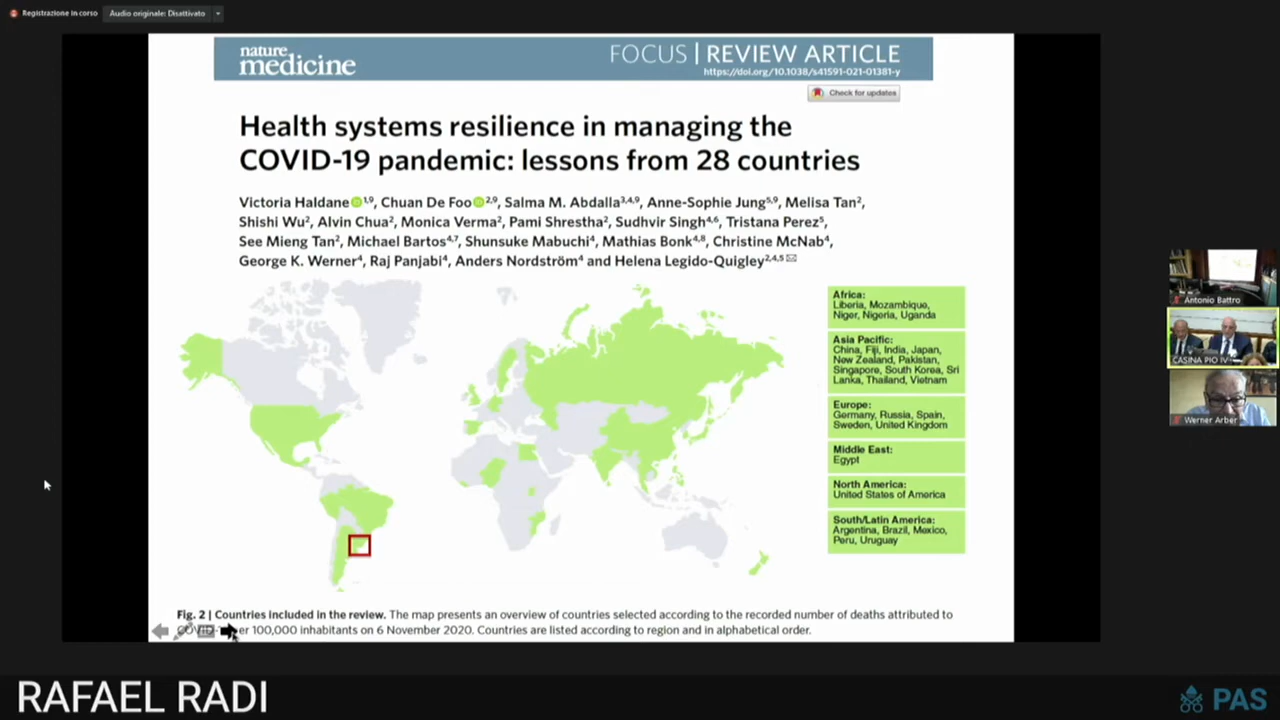 Registrazione in corso
Audio originale: Disattivato
nature
medicine
FOCUS | REVIEW ARTICLE
https://doi.org/10.1038/s41591-021-01381-y
Check for updates
Health systems resilience in managing the
COVID-19 pandemic: lessons from 28 countries
Victoria Haldane1,9, Chuan De Foo2,9, Salma M. Abdalla3,4,9, Anne-Sophie Jung5,9, Melisa Tan2,
Shishi Wu2, Alvin Chua2, Monica Verma2, Pami Shrestha2, Sudhvir Singh4,6, Tristana Perez5,
See Mieng Tan2, Michael Bartos4,7, Shunsuke Mabuchi4, Mathias Bonk4,8, Christine McNab4,
George K. Werner4, Raj Panjabi4, Anders Nordström4 and Helena Legido-Quigley2,4,5
Africa:
Liberia, Mozambique,
Niger, Nigeria, Uganda
Asia Pacific:
China, Fiji, India, Japan,
New Zealand, Pakistan,
Singapore, South Korea, Sri
Lanka, Thailand, Vietnam
Europe:
Germany, Russia, Spain,
Sweden, United Kingdom
Middle East:
Egypt
North America:
United States of America
South/Latin America:
Argentina, Brazil, Mexico,
Peru, Uruguay
Fig. 2 | Countries included in the review. The map presents an overview of countries selected according to the recorded number of deaths attributed to
per 100,000 inhabitants on 6 November 2020. Countries are listed according to region and in alphabetical order.
Antonio Battro
CASINA PIO IV
Werner Arber
RAFAEL RADI
PAS